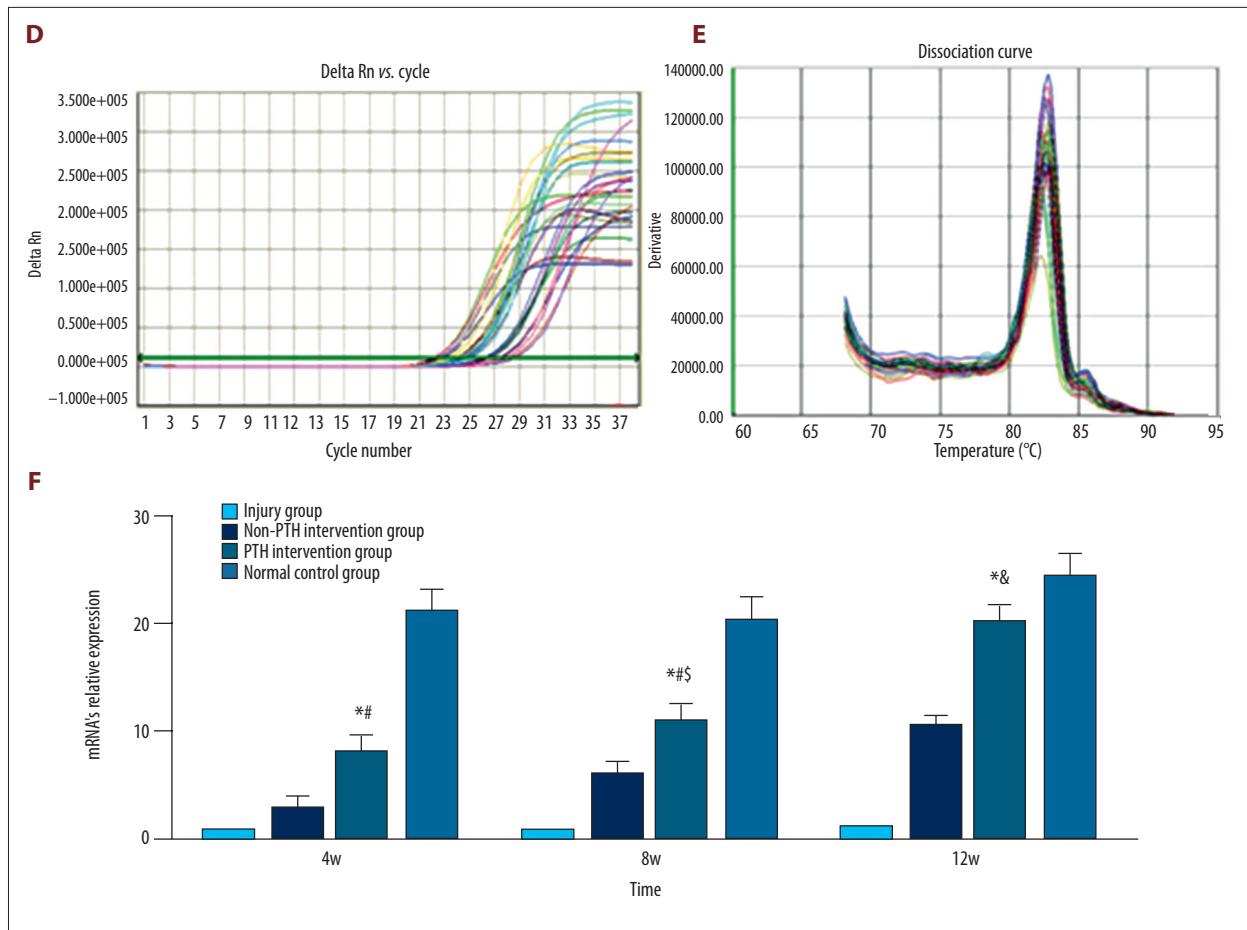 D
Delta Rn vs. cycle
3.500e+005
3.000e+005
2.500e+005
2.000e+005
1.500e+005
1.000e+005
0.500e+005
0.000e+005
−1.000e+005
Delta Rn
1 3 5 7 9 11 13 15 17 19 21 23 25 27 29 31 33 35 37
Cycle number
E
Dissociation curve
140000.00
120000.00
100000.00
80000.00
60000.00
40000.00
20000.00
0.00
Derivative
60 65 70 75 80 85 90 95
Temperature (°C)
F
Injury group
Non-PTH intervention group
PTH intervention group
Normal control group
30
20
10
0
mRNA's relative expression
*#
*#$
*&
4w 8w 12w
Time